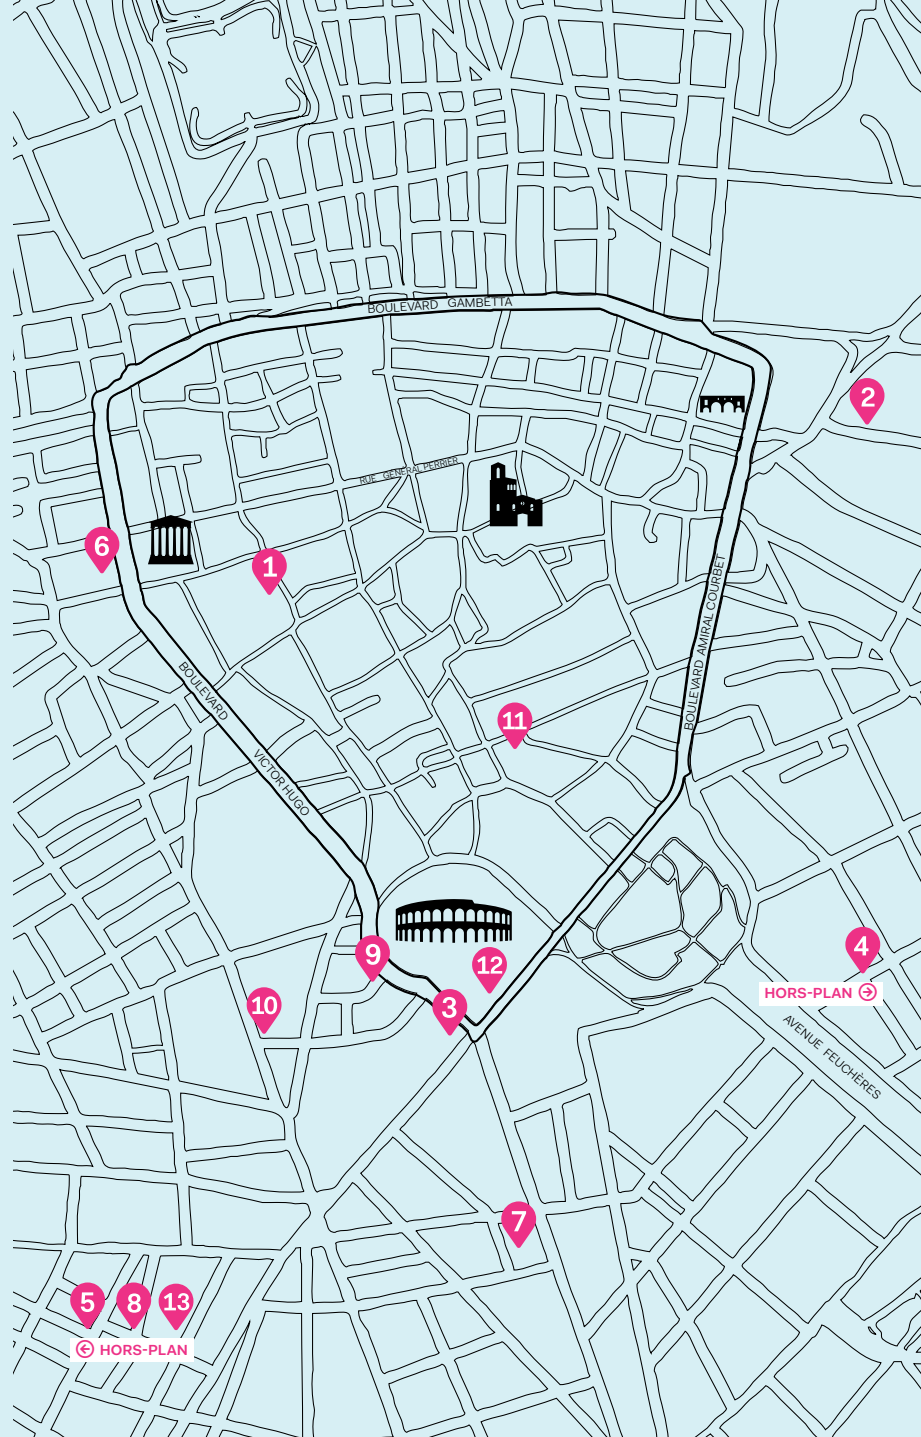 BOULEVARD GAMBETTA
2
RUE GÉNÉRAL PERRIER
6
1
BOULEVARD AMIRAL COURBET
BOULEVARD
11
VICTOR HUGO
9
12
4
3
10
HORS-PLAN
AVENUE FEUCHÈRES
7
5
8
13
HORS-PLAN